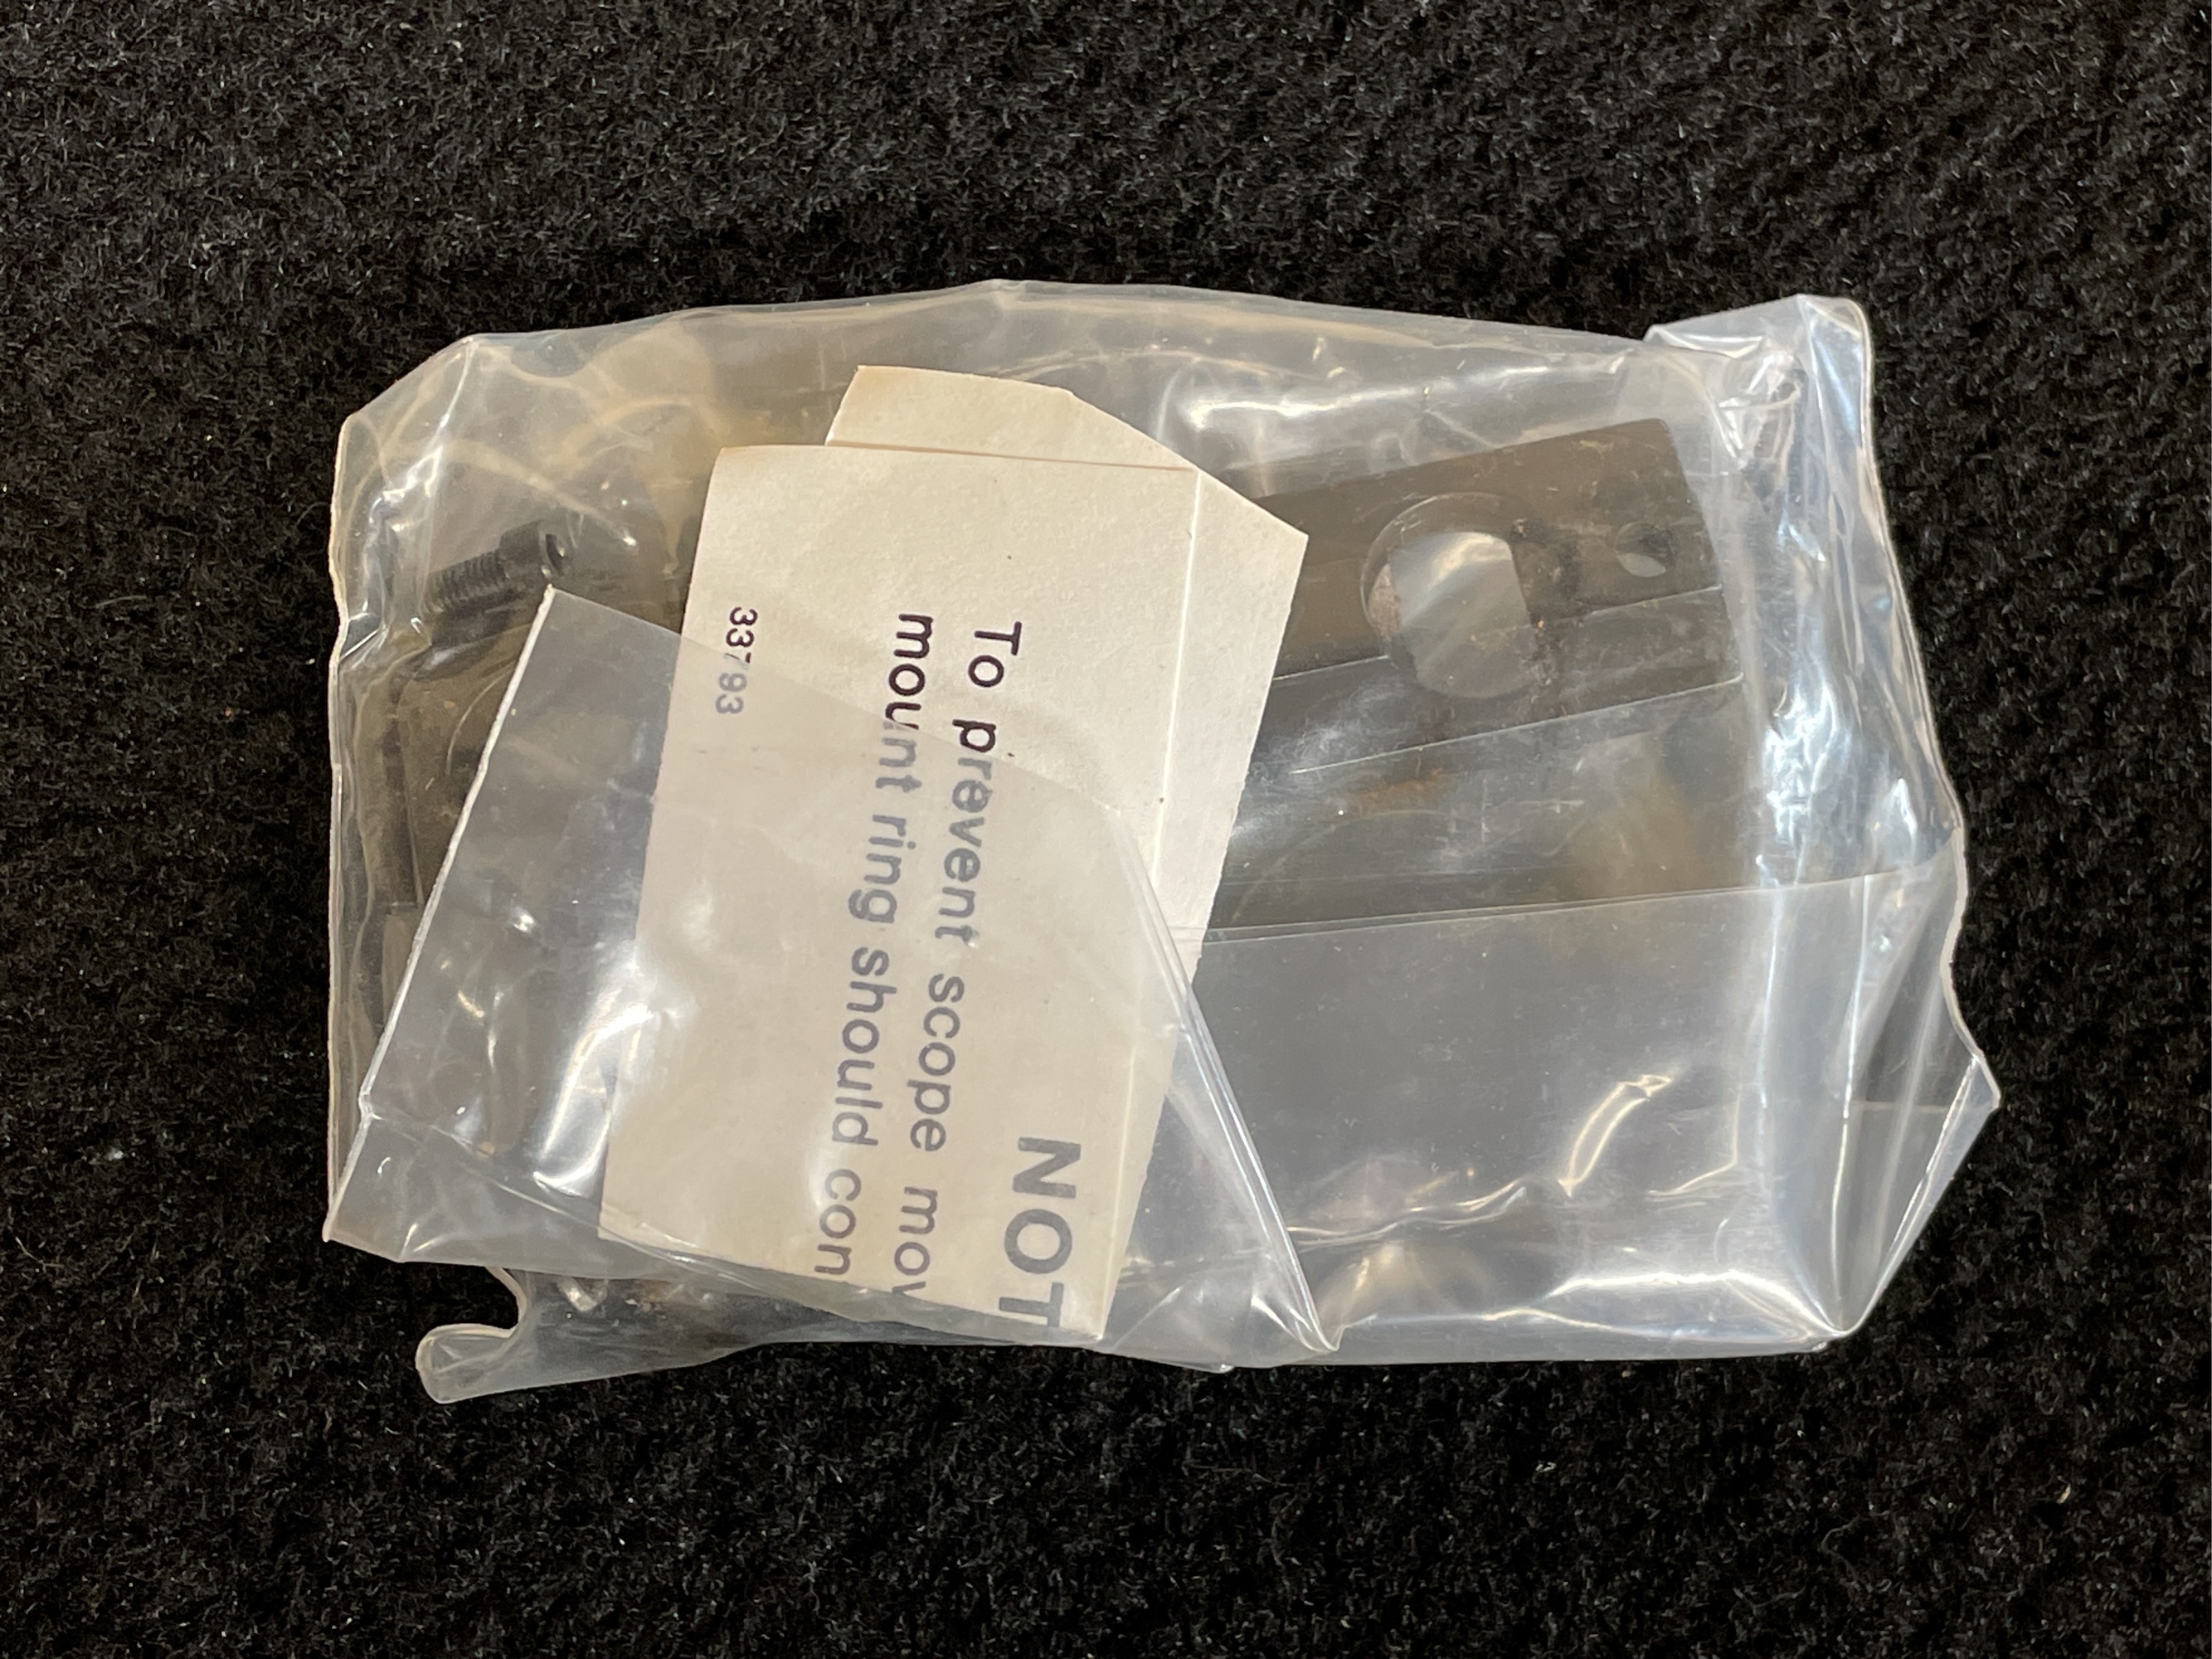 NOT
To prevent scope mov
mount ring should con
33793